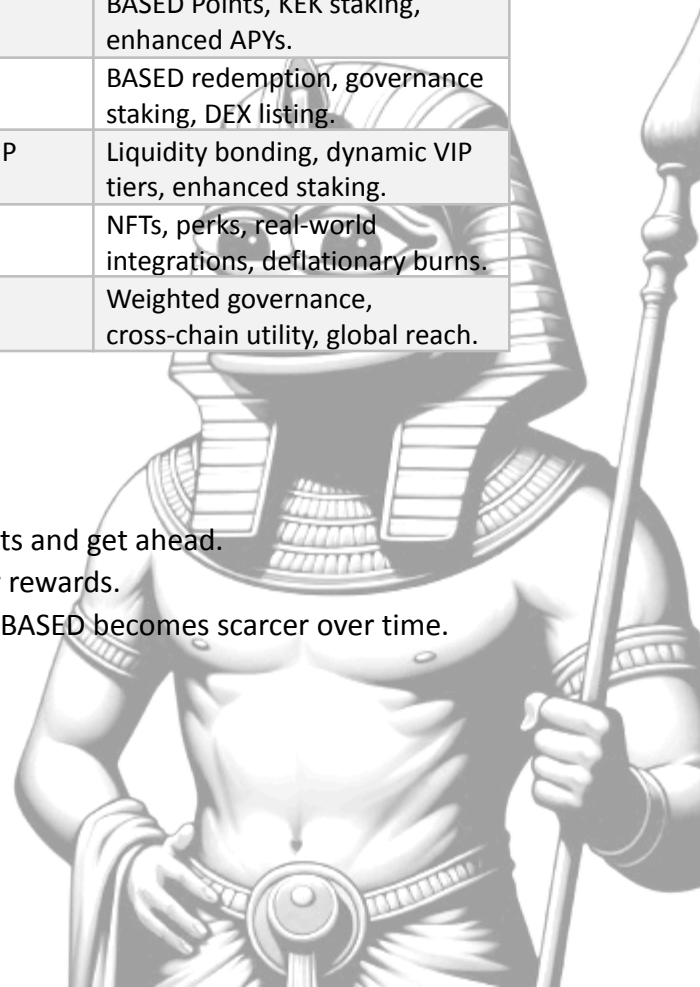 BASED Points, KEK staking,
enhanced APYs.
BASED redemption, governance
staking, DEX listing.
P Liquidity bonding, dynamic VIP
tiers, enhanced staking.
NFTs, perks, real-world
integrations, deflationary burns.
Weighted governance,
cross-chain utility, global reach.
ts and get ahead.
rewards.
BASED becomes scarcer over time.